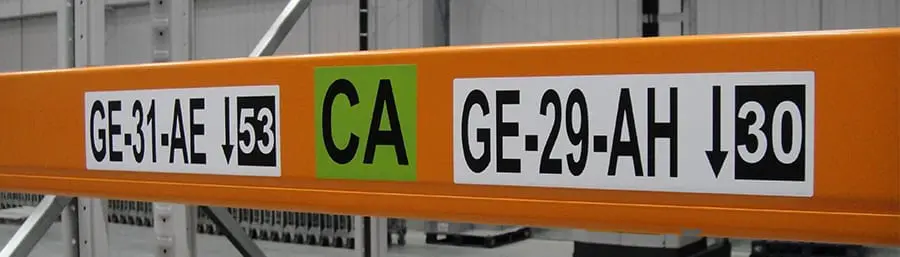 GE-31-AE ↓ 53
CA
GE-29-AH ↓ 30